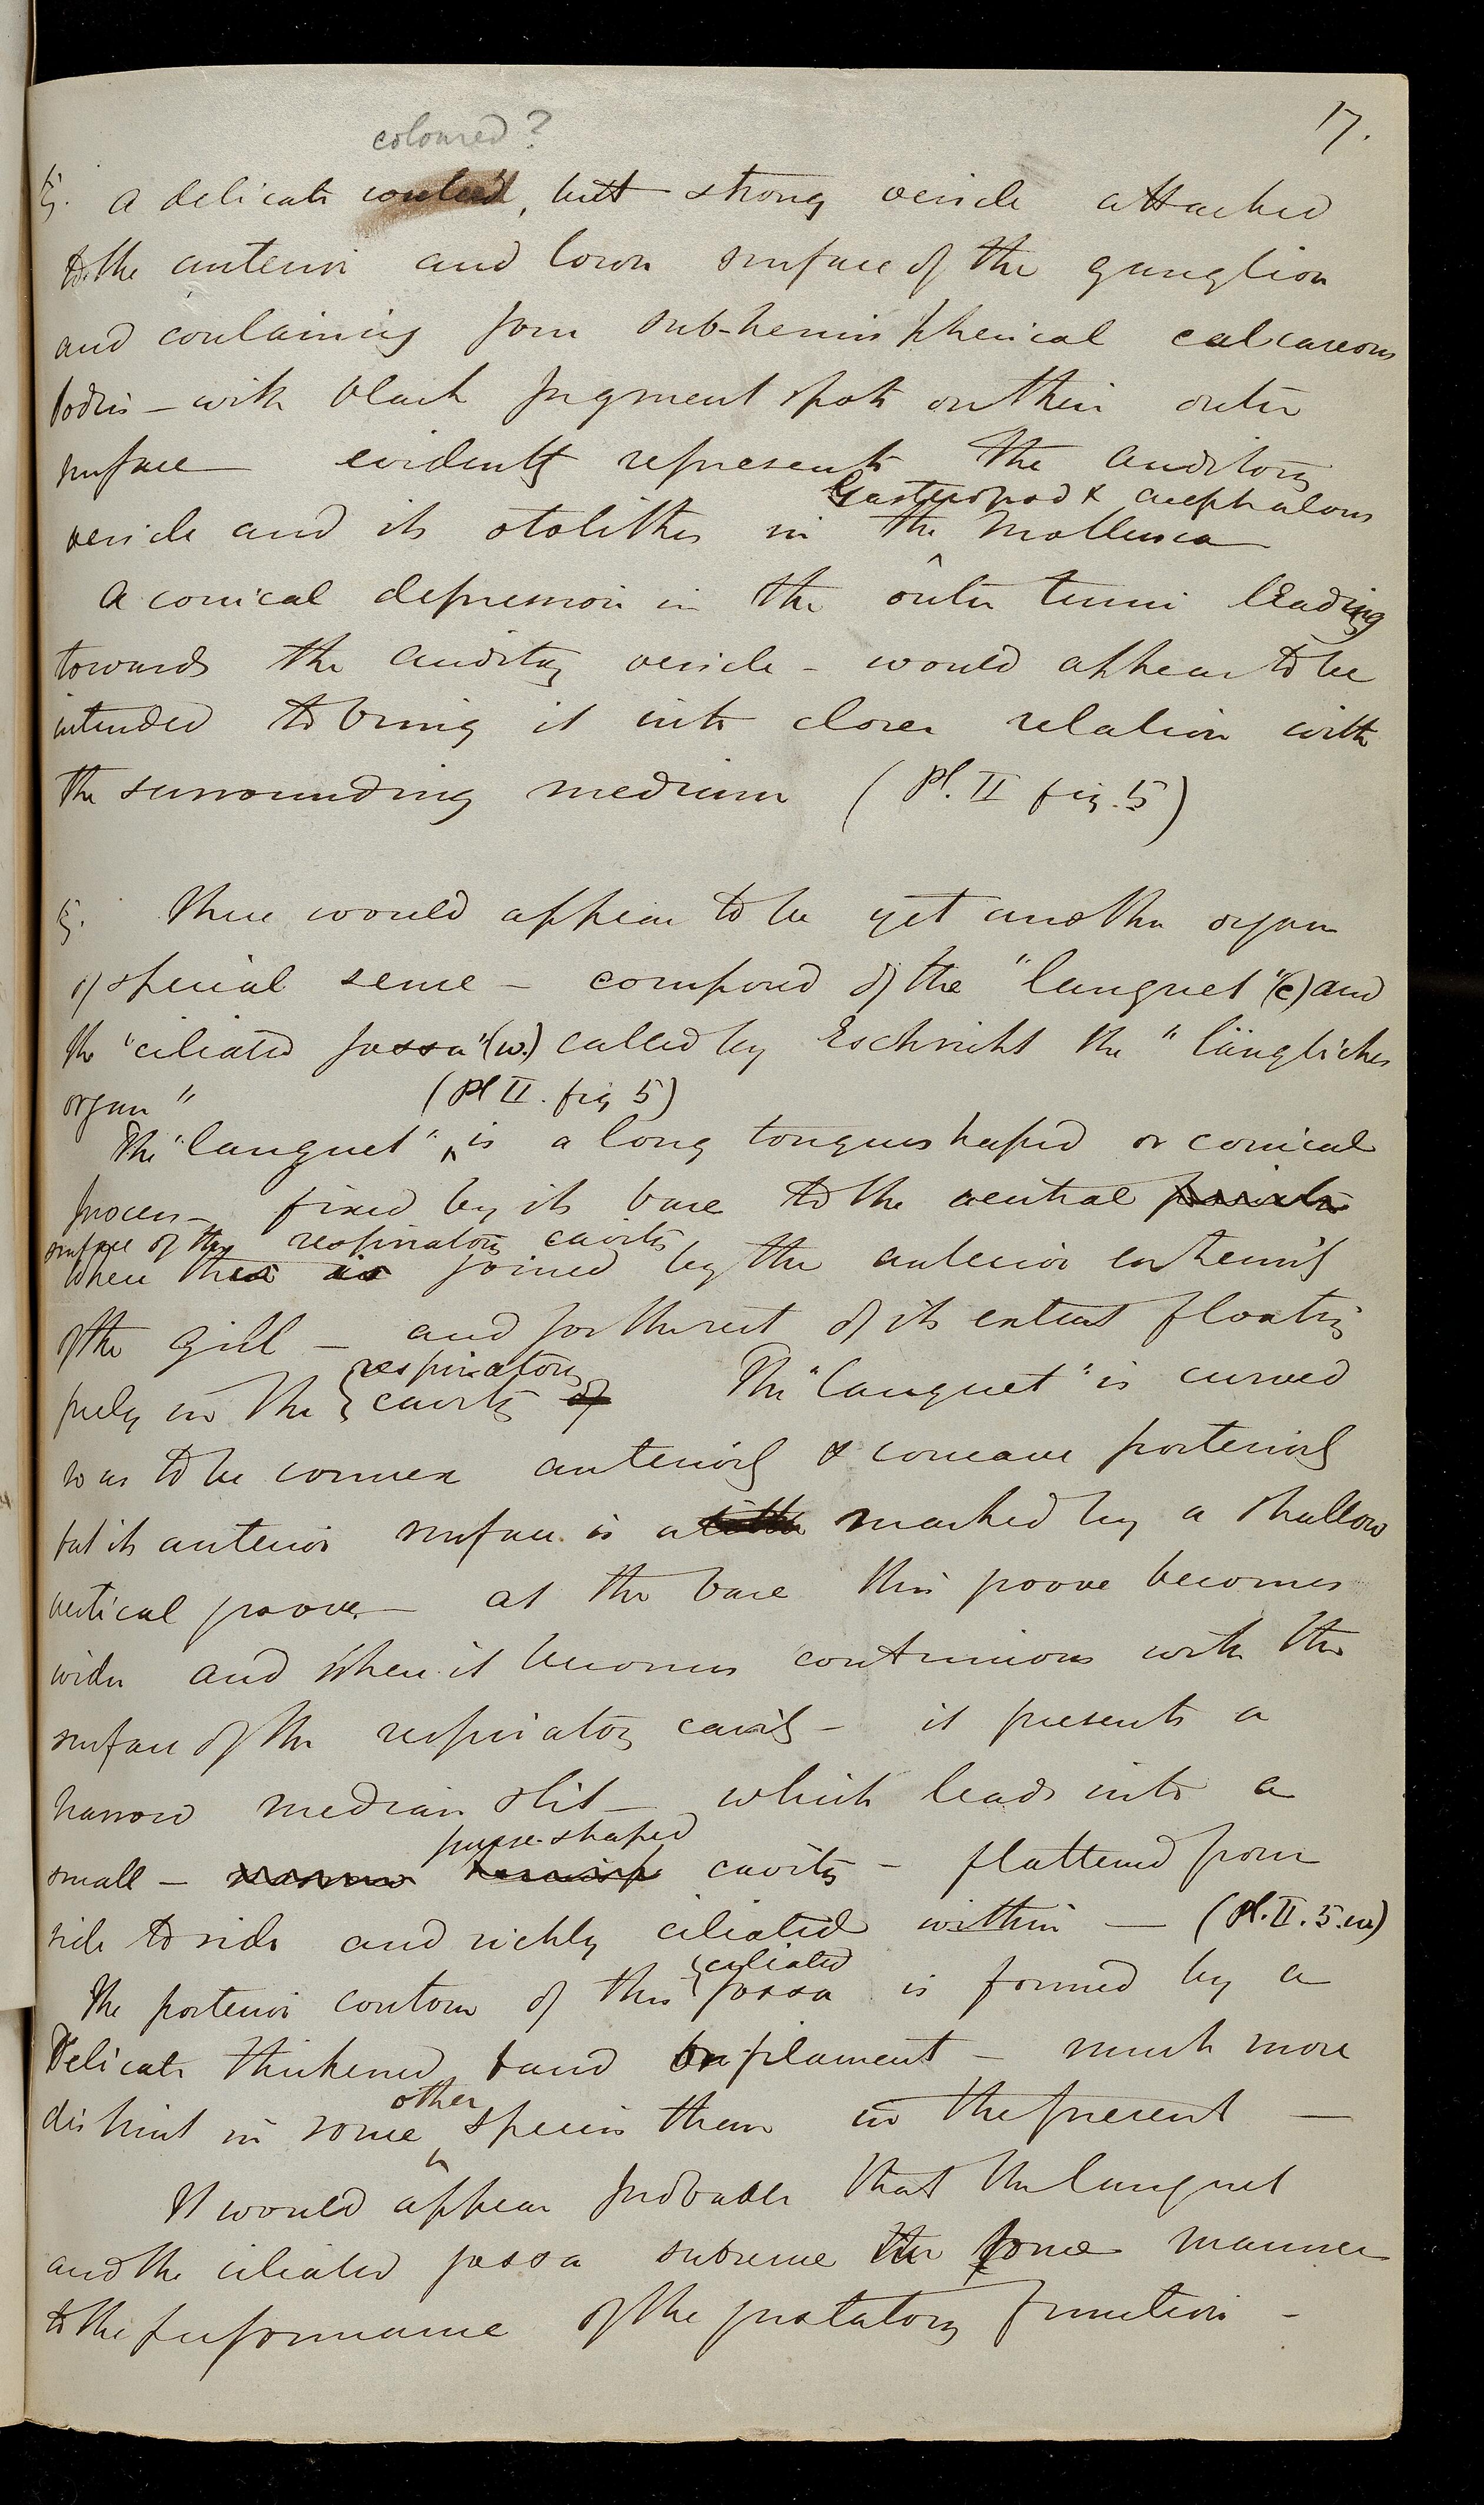 17.
coloured?
§. A delicate but strong vesicle attached
to the anterior and lower surface of the ganglion
and containing four sub-hemispherical calcareous
bodies – with black pigment spots on their outer
surface – evidently represents the auditory
Gasteropod & acephalous
vesicle and its otolithes in the Mollusca
A conical depression in the outer tunic leading
towards the auditory vesicle – would appear to be
intended to bring it into closer relation with
the surrounding medium (Pl. II fig. 5)
§. There would appear to be yet another organ
of special sense – composed of the "languet" (e) and
the "ciliated fossa" (w.) called by Eschricht the "längliches
organ"
(Pl II. fig 5)
The "languet" ‸ is a long tongue shaped or conical
process – fixed by its base to the
surface of the respiratory cavity
where joined by the anterior extremity
of the gill – and for the rest of its extent floating
respiratory
freely in the cavity of The "languet" is curved
so as to be convex anteriorly & concave posteriorly
but its anterior surface is marked by a shallow
vertical groove – at the base this groove becomes
wider and where it becomes continuous with the
surface of the respiratory cavity – it presents a
narrow median slit – which leads into a
purse-shaped
small – narrow cavity – flattened from
side to side and richly ciliated within — (Pl. II. 5. w)
ciliated
The posterior contour of this fossa is formed by a
delicate thickened band or filament – much more
other
distinct in some ‸ species than in the present —
It would appear probable that the languet
and the ciliated fossa subserve in some manner
to the performance of the gustatory function –